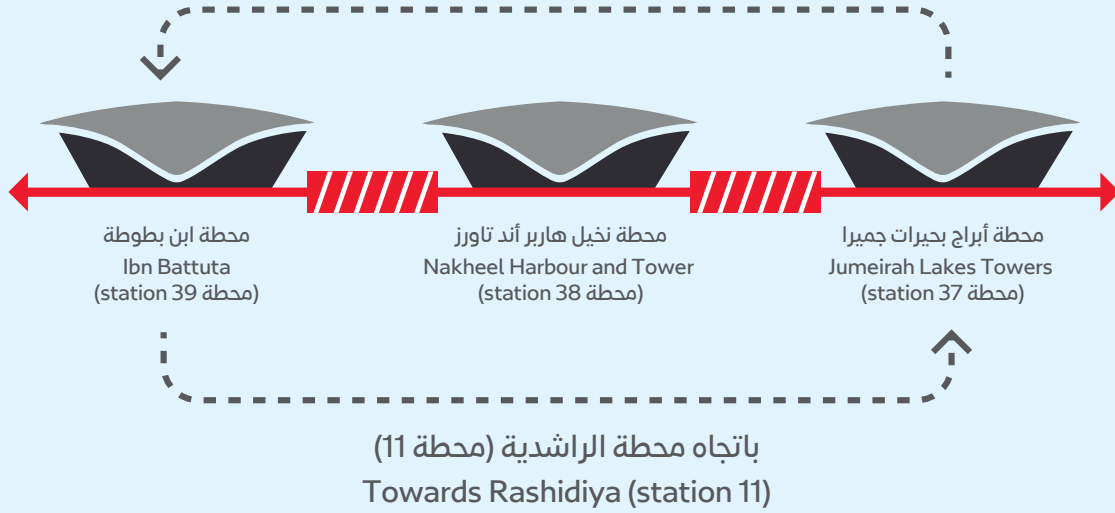 محطة ابن بطوطة
Ibn Battuta
(station 39 محطة)
محطة نخيل هاربر أند تاورز
Nakheel Harbour and Tower
(station 38 محطة)
محطة أبراج بحيرات جميرا
Jumeirah Lakes Towers
(station 37 محطة)
باتجاه محطة الراشدية (محطة 11)
Towards Rashidiya (station 11)